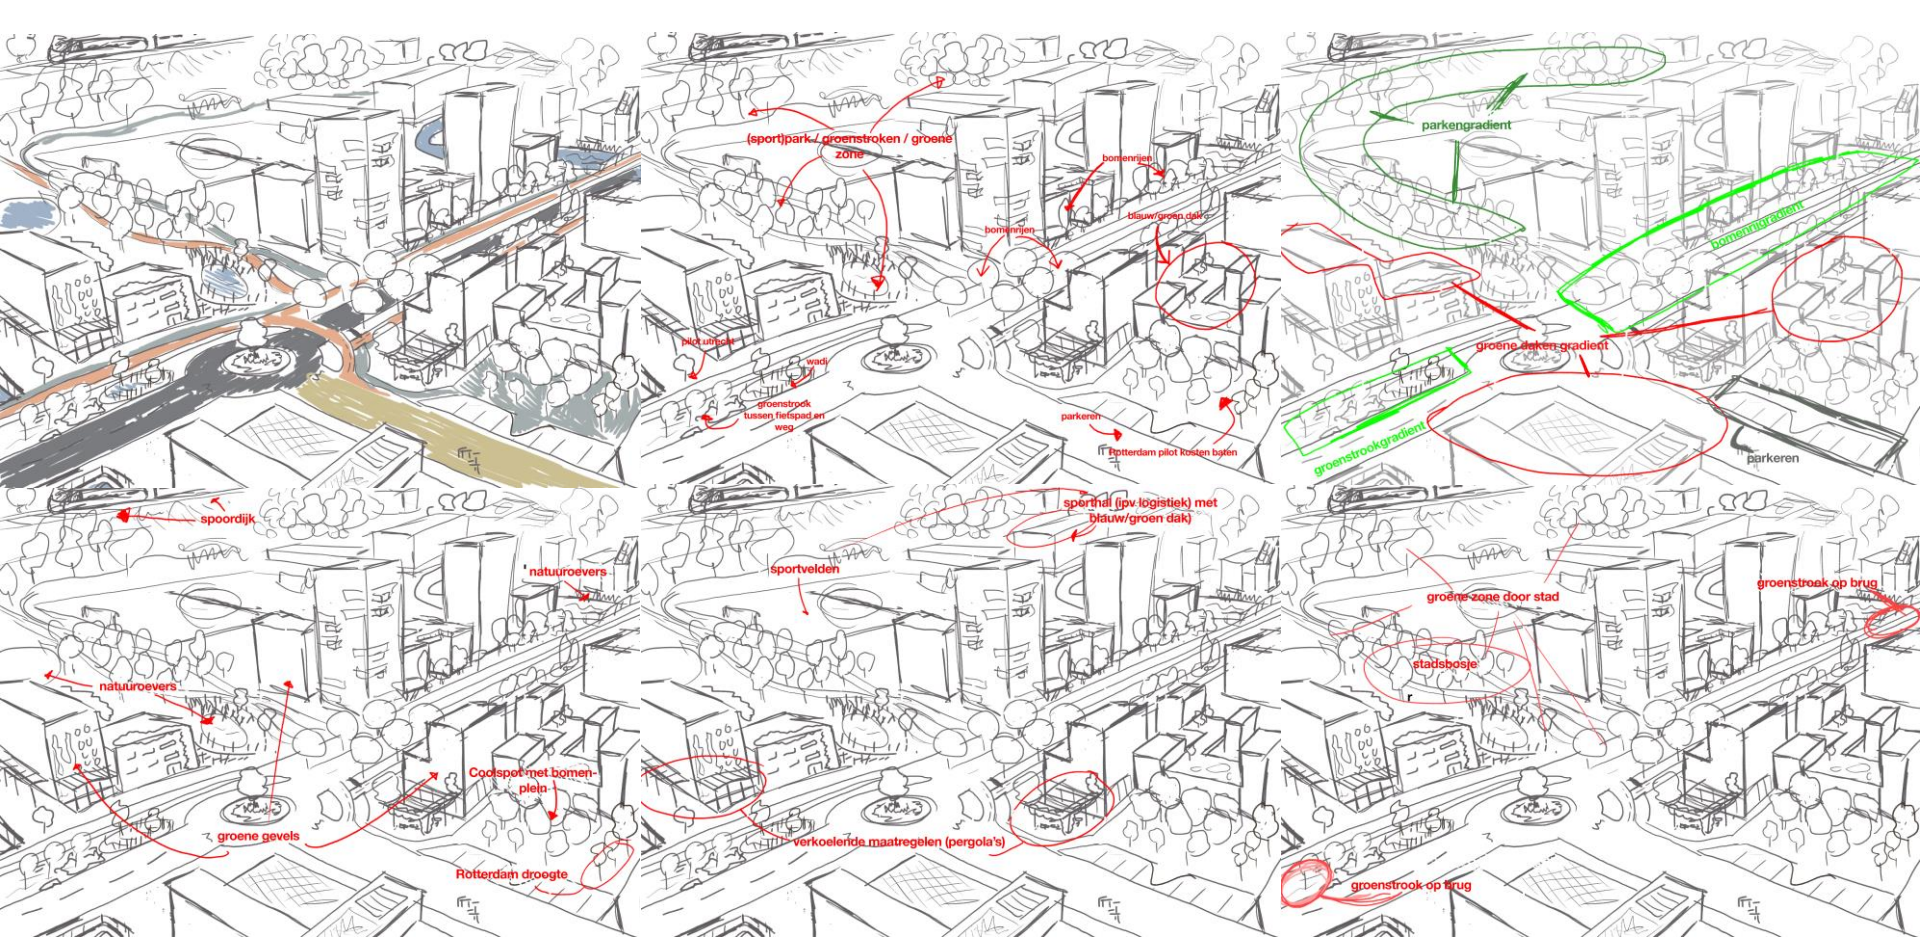 (sport)park / groenstroken / groene
zone
bomenrijen
blauw/groen dak
bomenrijen
pilot utrecht
wadi
groenstrook
tussen fietspad en
weg
parkeren
Rotterdam pilot kosten baten
parkengradient
bomenrijgradient
groene daken gradient
groenstrookgradient
parkeren
spoordijk
natuuroevers
natuuroevers
Coolspot met bomen-
plein
groene gevels
Rotterdam droogte
sporthal (ipv logistiek) met
blauw/groen dak)
sportvelden
verkoelende maatregelen (pergola's)
groenstrook op brug
groene zone door stad
stadsbosje
r
groenstrook op brug